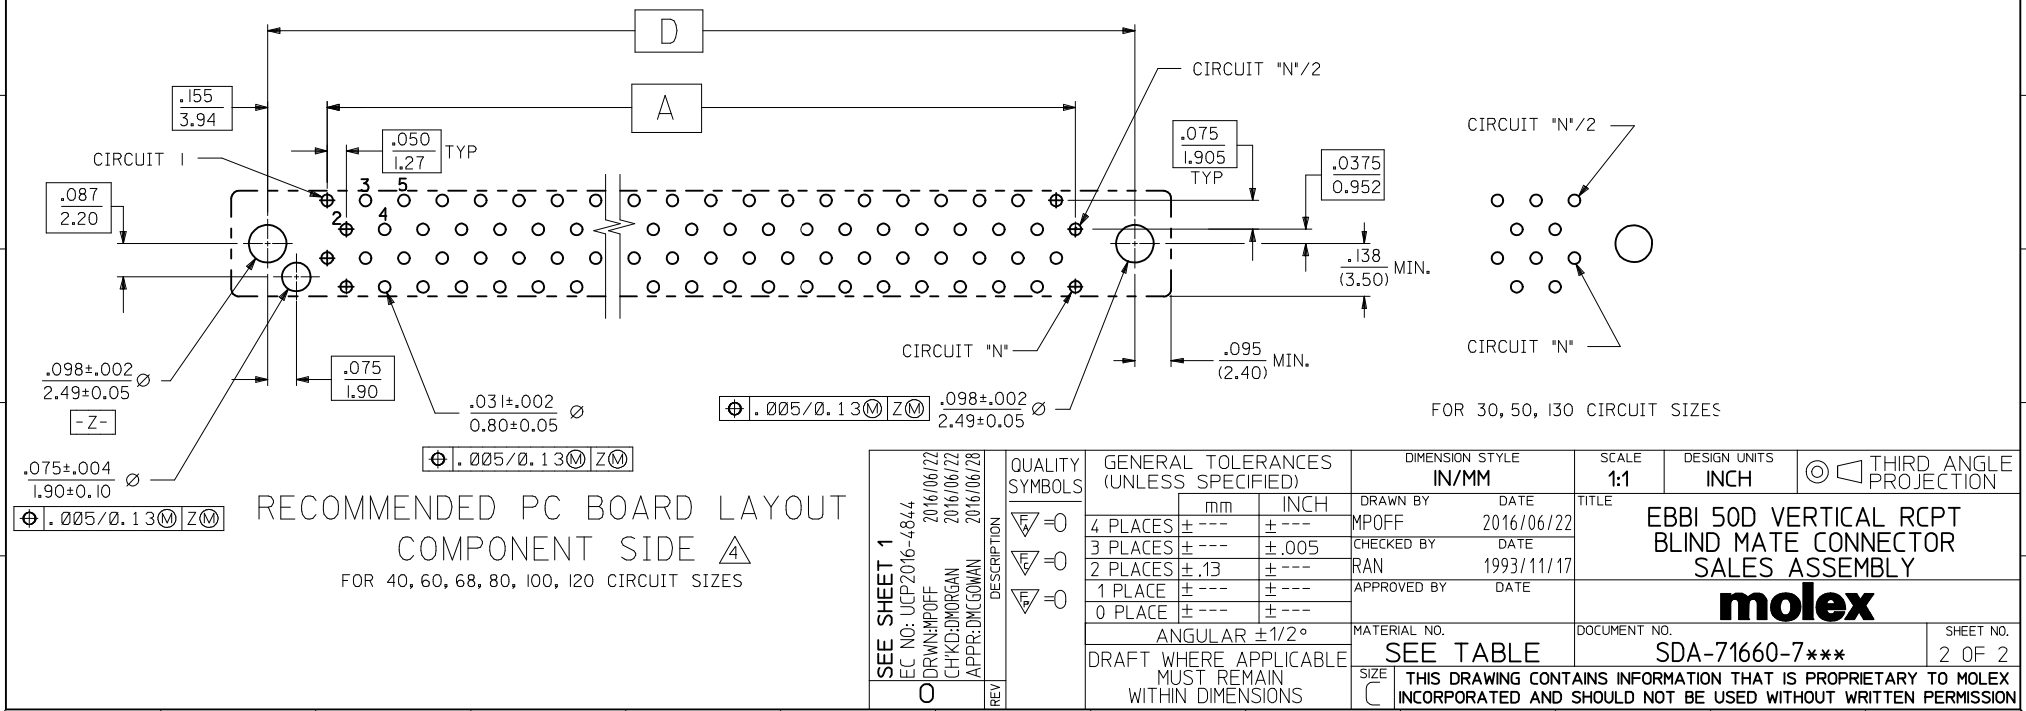 D
CIRCUIT "N"/2
.155
3.94
A
.050
1.27 TYP
.075
1.905
TYP
CIRCUIT "N"/2
CIRCUIT 1
.0375
0.952
.087
2.20
3 5
2 4
.138 MIN.
(3.50)
CIRCUIT "N"
CIRCUIT "N"
.095 MIN.
(2.40)
.098±.002 Ø
2.49±0.05
-Z-
.075
1.90
.031±.002 Ø
0.80±0.05
⌖ .005/0.13Ⓜ ZⓂ
⌖ .005/0.13Ⓜ ZⓂ .098±.002 Ø
2.49±0.05
FOR 30, 50, 130 CIRCUIT SIZES
.075±.004 Ø
1.90±0.10
⌖ .005/0.13Ⓜ ZⓂ
RECOMMENDED PC BOARD LAYOUT
COMPONENT SIDE 4
FOR 40, 60, 68, 80, 100, 120 CIRCUIT SIZES
SEE SHEET 1
EC NO: UCP2016-4844
DRWN:MPOFF 2016/06/22
CH'K'D:DMORGAN 2016/06/22
APPR:DMCGOWAN 2016/06/28
DESCRIPTION
0
REV
QUALITY
SYMBOLS
FA =0
FC =0
FP =0
GENERAL TOLERANCES
(UNLESS SPECIFIED)
mm INCH
4 PLACES ± --- ± ---
3 PLACES ± --- ±.005
2 PLACES ±.13 ± ---
1 PLACE ± --- ± ---
0 PLACE ± --- ± ---
ANGULAR ±1/2°
DRAFT WHERE APPLICABLE
MUST REMAIN
WITHIN DIMENSIONS
DIMENSION STYLE
IN/MM
SCALE
1:1
DESIGN UNITS
INCH
THIRD ANGLE
PROJECTION
DRAWN BY DATE
MPOFF 2016/06/22
CHECKED BY DATE
RAN 1993/11/17
APPROVED BY DATE
TITLE
EBBI 50D VERTICAL RCPT
BLIND MATE CONNECTOR
SALES ASSEMBLY
molex
MATERIAL NO.
SEE TABLE
DOCUMENT NO.
SDA-71660-7***
SHEET NO.
2 OF 2
SIZE
C
THIS DRAWING CONTAINS INFORMATION THAT IS PROPRIETARY TO MOLEX
INCORPORATED AND SHOULD NOT BE USED WITHOUT WRITTEN PERMISSION